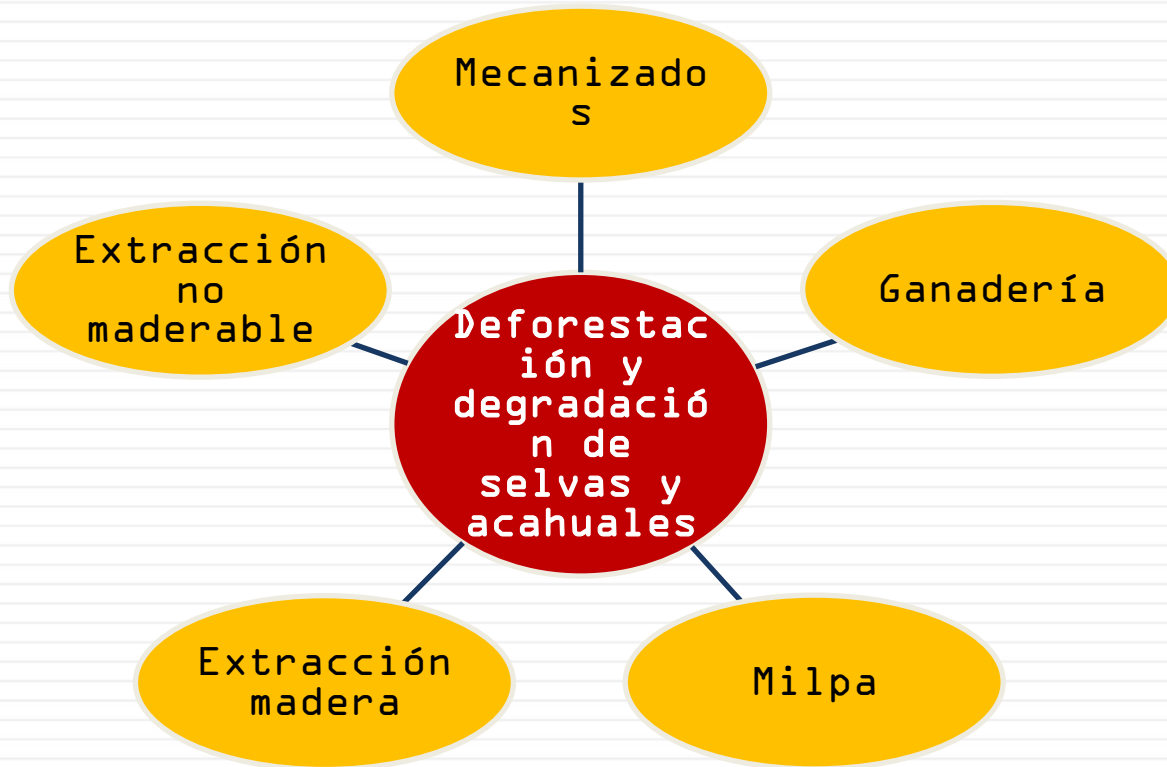 Mecanizado
s
Extracción
no
maderable
Ganadería
Deforestac
ión y
degradació
n de
selvas y
acahuales
Extracción
madera
Milpa